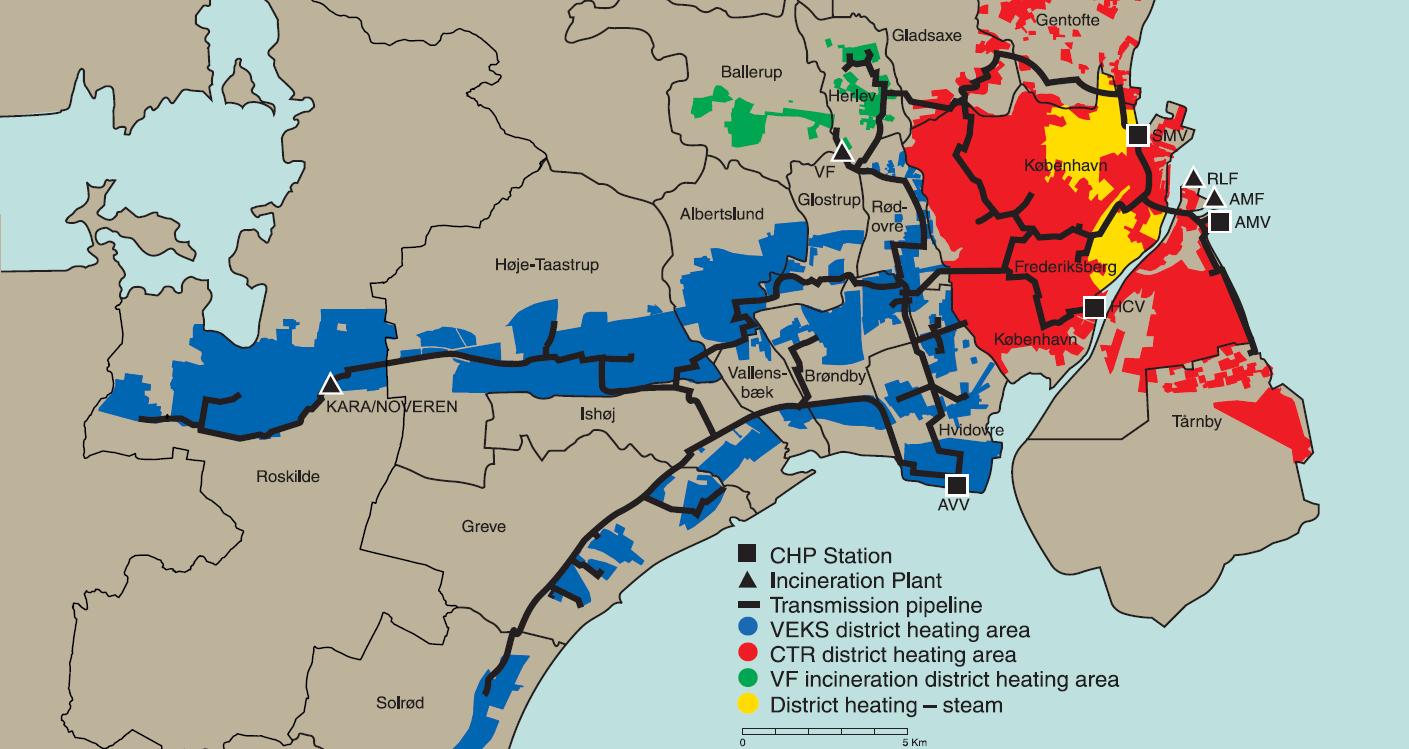 Gentofte
Gladsaxe
Ballerup
Herlev
SMV
København
VF
RLF
Glostrup
AMF
Albertslund
Rød-
ovre
AMV
Høje-Taastrup
Frederiksberg
HCV
København
Vallens-
bæk
Brøndby
KARA/NOVEREN
Ishøj
Tårnby
Hvidovre
Roskilde
AVV
Greve
CHP Station
Incineration Plant
Transmission pipeline
VEKS district heating area
CTR district heating area
VF incineration district heating area
Solrød
District heating – steam
0 5 Km